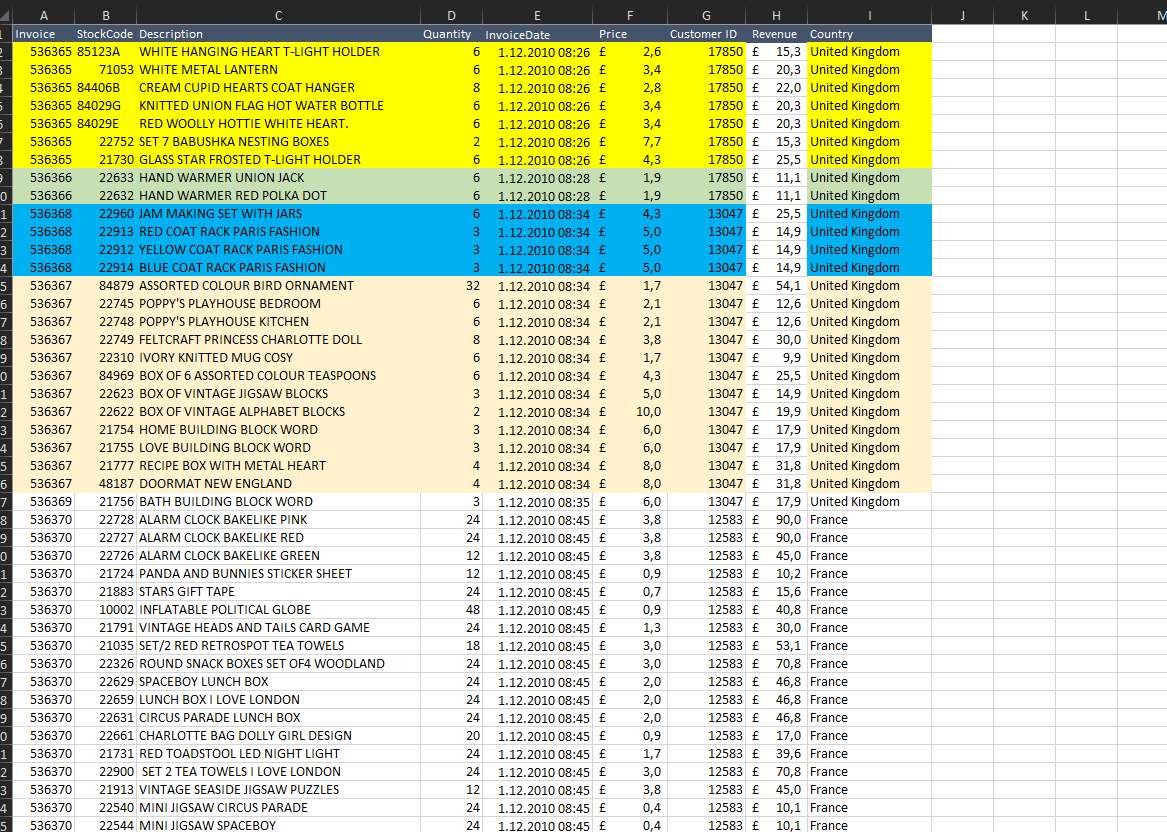 A B C D E F G H I J K L M
1 Invoice StockCode Description Quantity InvoiceDate Price Customer ID Revenue Country
2 536365 85123A WHITE HANGING HEART T-LIGHT HOLDER 6 1.12.2010 08:26 £ 2,6 17850 £ 15,3 United Kingdom
3 536365 71053 WHITE METAL LANTERN 6 1.12.2010 08:26 £ 3,4 17850 £ 20,3 United Kingdom
4 536365 84406B CREAM CUPID HEARTS COAT HANGER 8 1.12.2010 08:26 £ 2,8 17850 £ 22,0 United Kingdom
5 536365 84029G KNITTED UNION FLAG HOT WATER BOTTLE 6 1.12.2010 08:26 £ 3,4 17850 £ 20,3 United Kingdom
6 536365 84029E RED WOOLLY HOTTIE WHITE HEART. 6 1.12.2010 08:26 £ 3,4 17850 £ 20,3 United Kingdom
7 536365 22752 SET 7 BABUSHKA NESTING BOXES 2 1.12.2010 08:26 £ 7,7 17850 £ 15,3 United Kingdom
8 536365 21730 GLASS STAR FROSTED T-LIGHT HOLDER 6 1.12.2010 08:26 £ 4,3 17850 £ 25,5 United Kingdom
9 536366 22633 HAND WARMER UNION JACK 6 1.12.2010 08:28 £ 1,9 17850 £ 11,1 United Kingdom
0 536366 22632 HAND WARMER RED POLKA DOT 6 1.12.2010 08:28 £ 1,9 17850 £ 11,1 United Kingdom
1 536368 22960 JAM MAKING SET WITH JARS 6 1.12.2010 08:34 £ 4,3 13047 £ 25,5 United Kingdom
2 536368 22913 RED COAT RACK PARIS FASHION 3 1.12.2010 08:34 £ 5,0 13047 £ 14,9 United Kingdom
3 536368 22912 YELLOW COAT RACK PARIS FASHION 3 1.12.2010 08:34 £ 5,0 13047 £ 14,9 United Kingdom
4 536368 22914 BLUE COAT RACK PARIS FASHION 3 1.12.2010 08:34 £ 5,0 13047 £ 14,9 United Kingdom
5 536367 84879 ASSORTED COLOUR BIRD ORNAMENT 32 1.12.2010 08:34 £ 1,7 13047 £ 54,1 United Kingdom
6 536367 22745 POPPY'S PLAYHOUSE BEDROOM 6 1.12.2010 08:34 £ 2,1 13047 £ 12,6 United Kingdom
7 536367 22748 POPPY'S PLAYHOUSE KITCHEN 6 1.12.2010 08:34 £ 2,1 13047 £ 12,6 United Kingdom
8 536367 22749 FELTCRAFT PRINCESS CHARLOTTE DOLL 8 1.12.2010 08:34 £ 3,8 13047 £ 30,0 United Kingdom
9 536367 22310 IVORY KNITTED MUG COSY 6 1.12.2010 08:34 £ 1,7 13047 £ 9,9 United Kingdom
0 536367 84969 BOX OF 6 ASSORTED COLOUR TEASPOONS 6 1.12.2010 08:34 £ 4,3 13047 £ 25,5 United Kingdom
1 536367 22623 BOX OF VINTAGE JIGSAW BLOCKS 3 1.12.2010 08:34 £ 5,0 13047 £ 14,9 United Kingdom
2 536367 22622 BOX OF VINTAGE ALPHABET BLOCKS 2 1.12.2010 08:34 £ 10,0 13047 £ 19,9 United Kingdom
3 536367 21754 HOME BUILDING BLOCK WORD 3 1.12.2010 08:34 £ 6,0 13047 £ 17,9 United Kingdom
4 536367 21755 LOVE BUILDING BLOCK WORD 3 1.12.2010 08:34 £ 6,0 13047 £ 17,9 United Kingdom
5 536367 21777 RECIPE BOX WITH METAL HEART 4 1.12.2010 08:34 £ 8,0 13047 £ 31,8 United Kingdom
6 536367 48187 DOORMAT NEW ENGLAND 4 1.12.2010 08:34 £ 8,0 13047 £ 31,8 United Kingdom
7 536369 21756 BATH BUILDING BLOCK WORD 3 1.12.2010 08:35 £ 6,0 13047 £ 17,9 United Kingdom
8 536370 22728 ALARM CLOCK BAKELIKE PINK 24 1.12.2010 08:45 £ 3,8 12583 £ 90,0 France
9 536370 22727 ALARM CLOCK BAKELIKE RED 24 1.12.2010 08:45 £ 3,8 12583 £ 90,0 France
0 536370 22726 ALARM CLOCK BAKELIKE GREEN 12 1.12.2010 08:45 £ 3,8 12583 £ 45,0 France
1 536370 21724 PANDA AND BUNNIES STICKER SHEET 12 1.12.2010 08:45 £ 0,9 12583 £ 10,2 France
2 536370 21883 STARS GIFT TAPE 24 1.12.2010 08:45 £ 0,7 12583 £ 15,6 France
3 536370 10002 INFLATABLE POLITICAL GLOBE 48 1.12.2010 08:45 £ 0,9 12583 £ 40,8 France
4 536370 21791 VINTAGE HEADS AND TAILS CARD GAME 24 1.12.2010 08:45 £ 1,3 12583 £ 30,0 France
5 536370 21035 SET/2 RED RETROSPOT TEA TOWELS 18 1.12.2010 08:45 £ 3,0 12583 £ 53,1 France
6 536370 22326 ROUND SNACK BOXES SET OF4 WOODLAND 24 1.12.2010 08:45 £ 3,0 12583 £ 70,8 France
7 536370 22629 SPACEBOY LUNCH BOX 24 1.12.2010 08:45 £ 2,0 12583 £ 46,8 France
8 536370 22659 LUNCH BOX I LOVE LONDON 24 1.12.2010 08:45 £ 2,0 12583 £ 46,8 France
9 536370 22631 CIRCUS PARADE LUNCH BOX 24 1.12.2010 08:45 £ 2,0 12583 £ 46,8 France
0 536370 22661 CHARLOTTE BAG DOLLY GIRL DESIGN 20 1.12.2010 08:45 £ 0,9 12583 £ 17,0 France
1 536370 21731 RED TOADSTOOL LED NIGHT LIGHT 24 1.12.2010 08:45 £ 1,7 12583 £ 39,6 France
2 536370 22900 SET 2 TEA TOWELS I LOVE LONDON 24 1.12.2010 08:45 £ 3,0 12583 £ 70,8 France
3 536370 21913 VINTAGE SEASIDE JIGSAW PUZZLES 12 1.12.2010 08:45 £ 3,8 12583 £ 45,0 France
4 536370 22540 MINI JIGSAW CIRCUS PARADE 24 1.12.2010 08:45 £ 0,4 12583 £ 10,1 France
5 536370 22544 MINI JIGSAW SPACEBOY 24 1.12.2010 08:45 £ 0,4 12583 £ 10,1 France